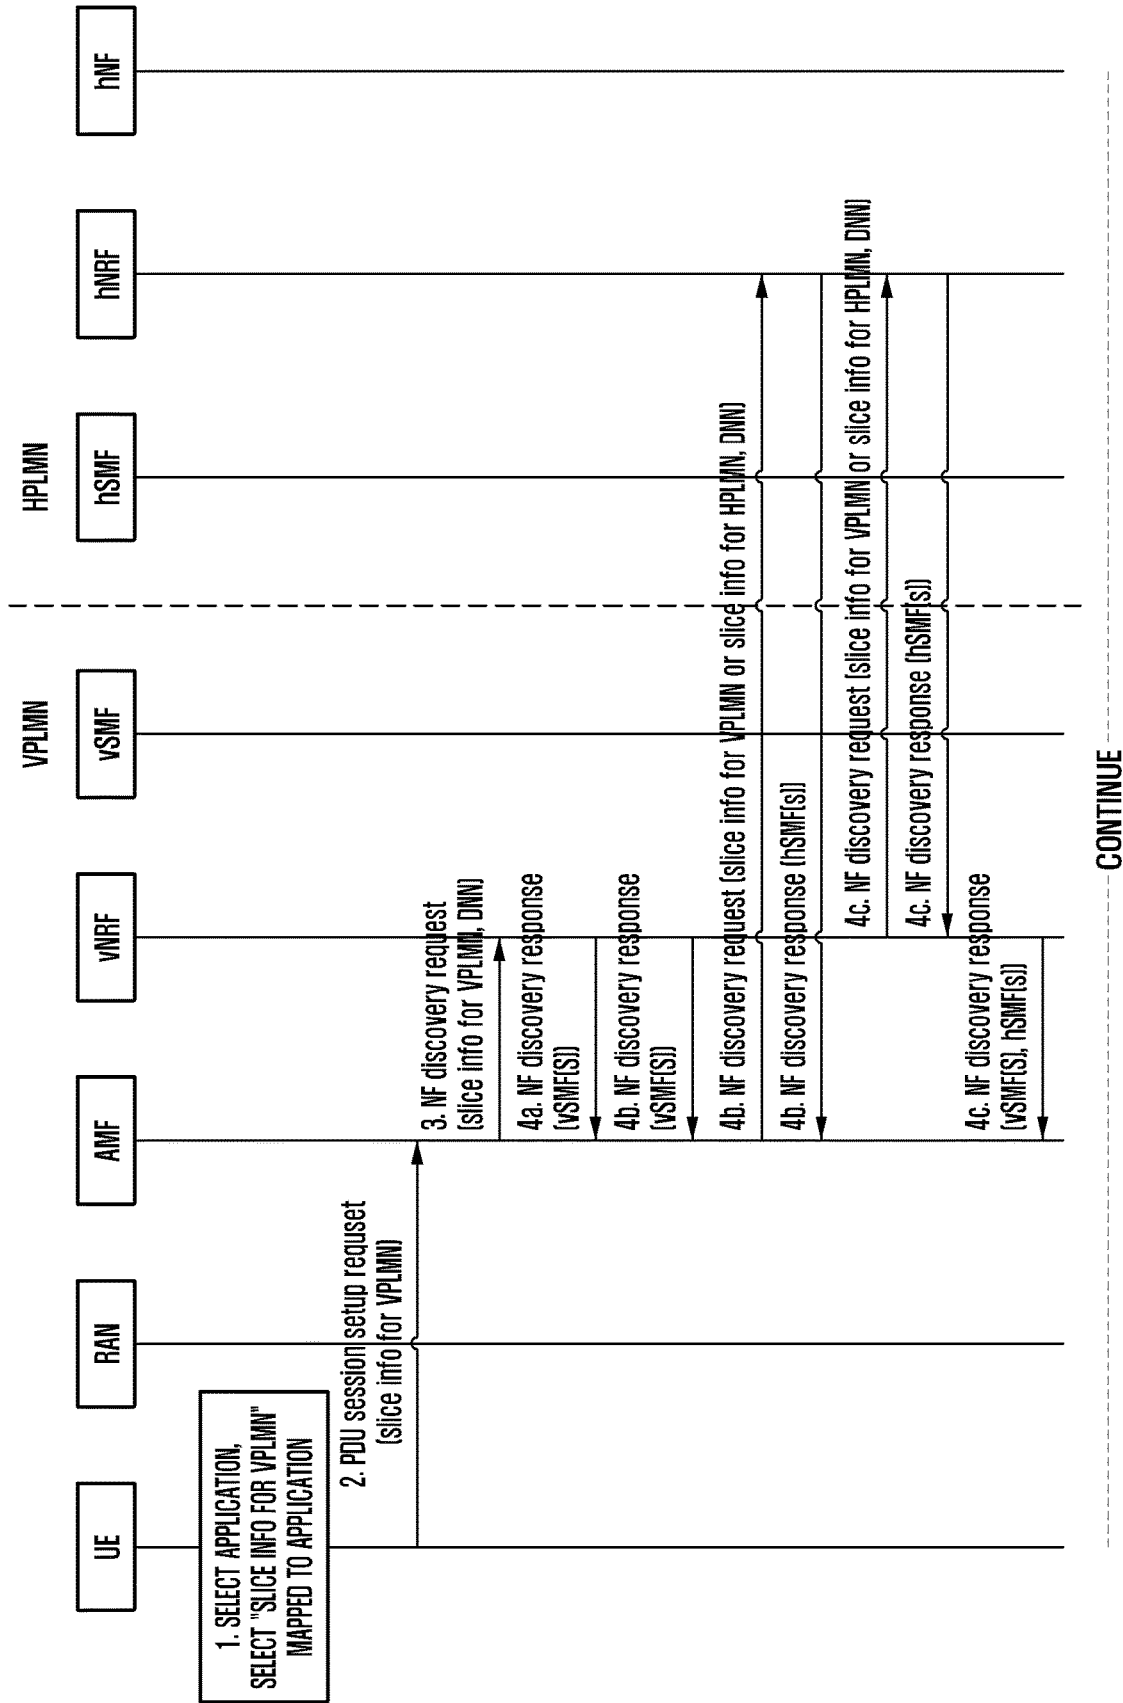 VPLMN
HPLMN
UE
RAN
AMF
vNRF
vSMF
hSMF
hNRF
hNF
1. SELECT APPLICATION,
SELECT "SLICE INFO FOR VPLMN"
MAPPED TO APPLICATION
2. PDU session setup requset
(slice info for VPLMN)
3. NF discovery request
(slice info for VPLMN, DNN)
4a. NF discovery response
(vSMF(S))
4b. NF discovery response
(vSMF(S))
4b. NF discovery request (slice info for VPLMN or slice info for HPLMN, DNN)
4b. NF discovery response (hSMF(s))
4c. NF discovery request (slice info for VPLMN or slice info for HPLMN, DNN)
4c. NF discovery response (hSMF(s))
4c. NF discovery response
(vSMF(S), hSMF(s))
CONTINUE